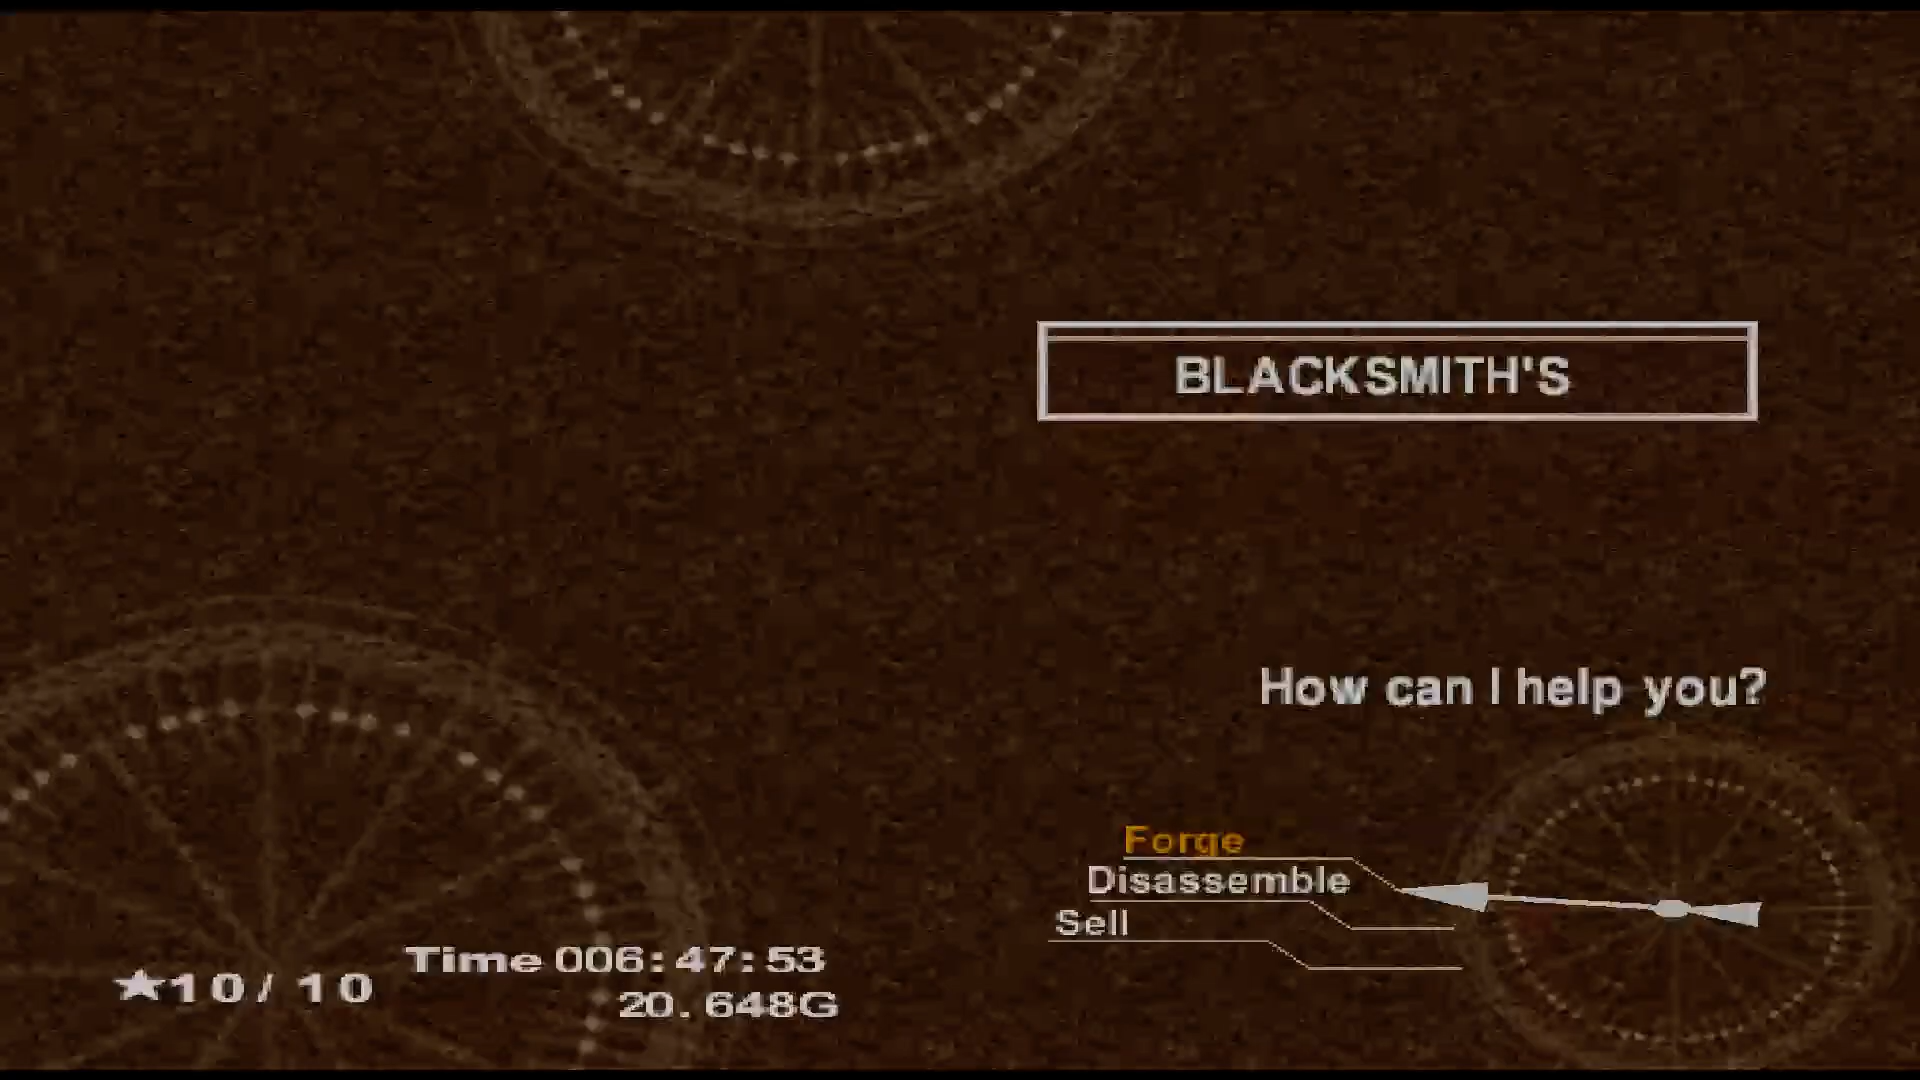 BLACKSMITH'S
How can I help you?
Forge
Disassemble
Sell
Time 006:47:53
★10/ 10
20.648G